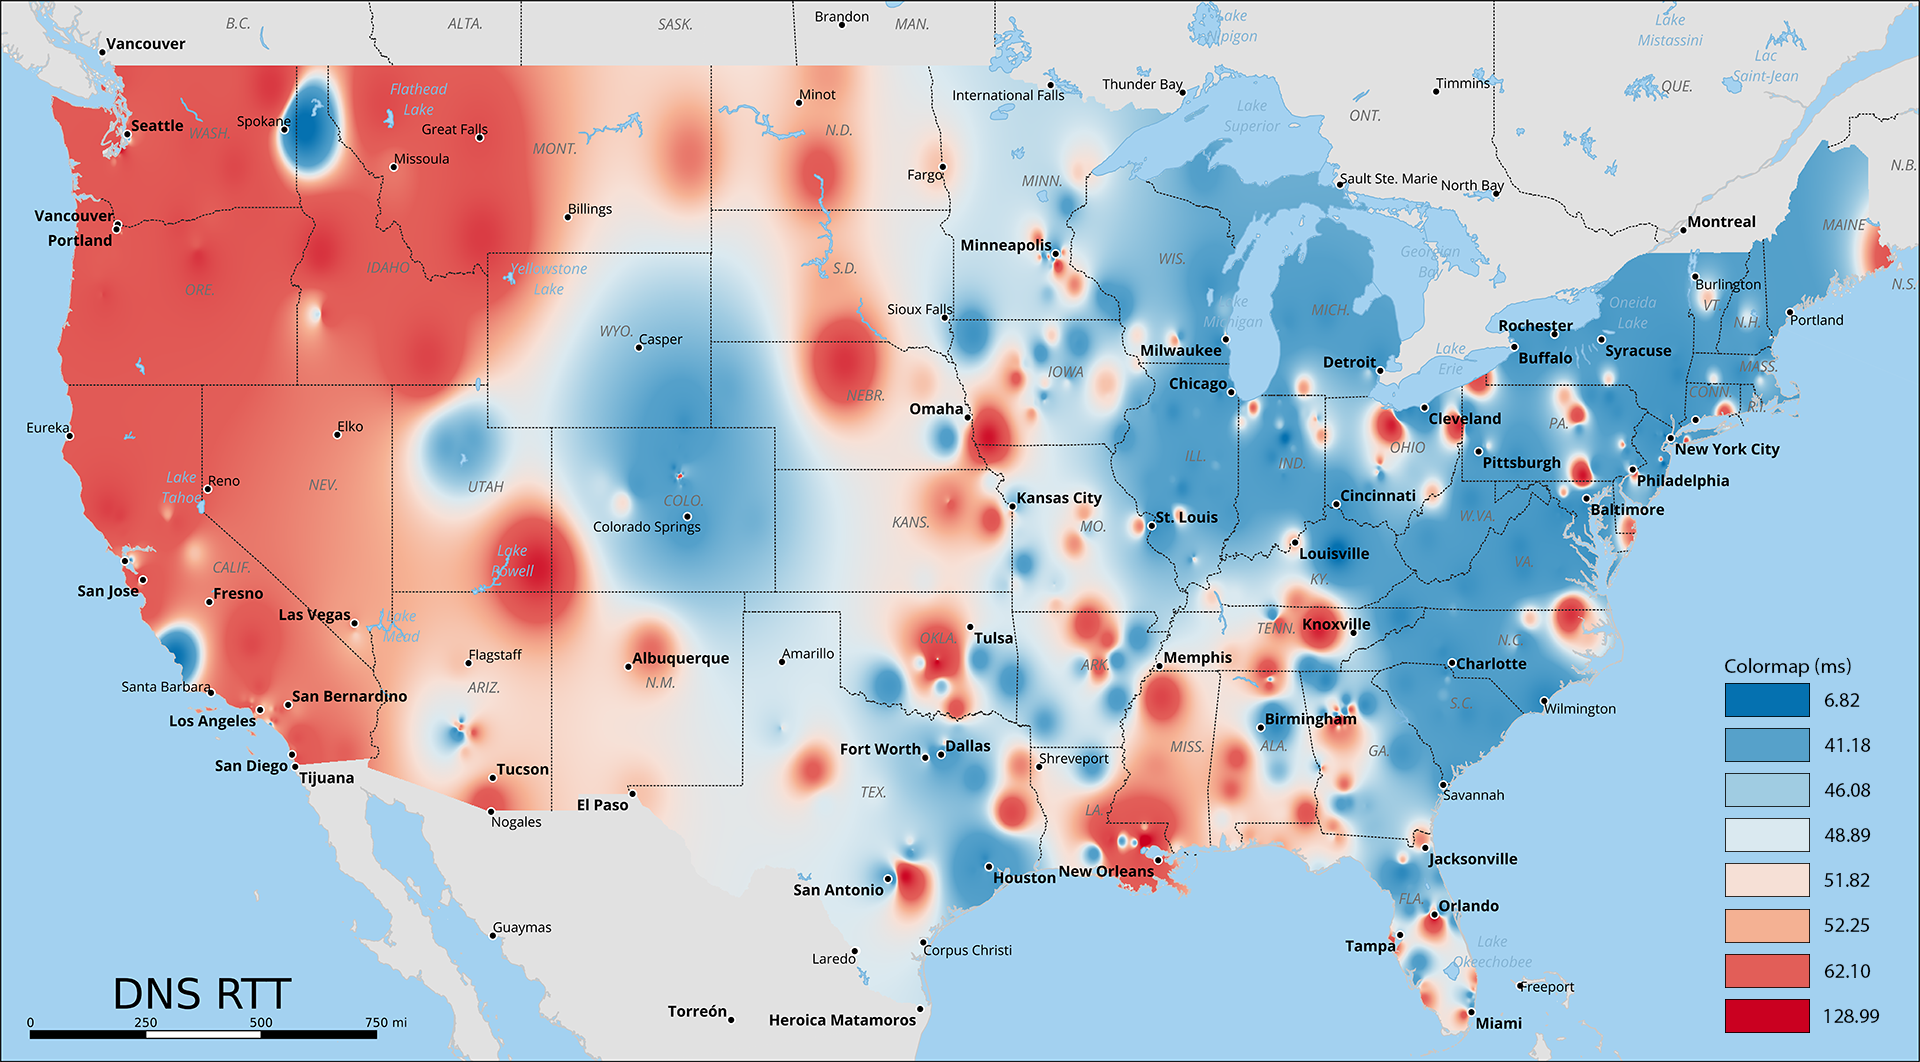 B.C.
ALTA.
SASK.
Brandon
MAN.
Lake
Nipigon
Lake
Mistassini
Vancouver
Lac
Saint-Jean
Flathead
Lake
Minot
International Falls
Thunder Bay
Timmins
QUE.
Lake
Superior
ONT.
Spokane
Seattle
WASH.
Great Falls
N.D.
MONT.
Missoula
Fargo
MINN.
Sault Ste. Marie
North Bay
N.B.
Billings
Vancouver
Portland
Montreal
MAINE
Minneapolis
WIS.
Georgian
Bay
IDAHO
Yellowstone
Lake
S.D.
ORE.
Burlington
N.S.
VT.
Sioux Falls
Lake
Michigan
MICH.
Oneida
Lake
N.H.
Portland
WYO.
Casper
Rochester
Milwaukee
Buffalo
Syracuse
Detroit
Lake
Erie
IOWA
MASS.
Chicago
NEBR.
CONN.
R.I.
Omaha
Cleveland
PA.
Eureka
Elko
OHIO
New York City
ILL.
IND.
Pittsburgh
Lake
Tahoe
Reno
NEV.
UTAH
COLO.
Philadelphia
Kansas City
Cincinnati
Colorado Springs
KANS.
MO.
St. Louis
W.VA.
Baltimore
Lake
Powell
Louisville
VA.
CALIF.
KY.
San Jose
Fresno
Las Vegas
Lake
Mead
OKLA.
Tulsa
TENN.
Knoxville
N.C.
Flagstaff
Albuquerque
Amarillo
ARK.
Memphis
Charlotte
N.M.
Santa Barbara
ARIZ.
San Bernardino
S.C.
Wilmington
Los Angeles
Birmingham
Fort Worth
Dallas
MISS.
ALA.
GA.
San Diego
Tijuana
Tucson
Shreveport
TEX.
El Paso
Savannah
Nogales
LA.
Jacksonville
New Orleans
Houston
San Antonio
FLA.
Orlando
Guaymas
Tampa
Lake
Okeechobee
Corpus Christi
Laredo
Freeport
Torreón
Heroica Matamoros
Miami
DNS RTT
0 250 500 750 mi
Colormap (ms)
6.82
41.18
46.08
48.89
51.82
52.25
62.10
128.99